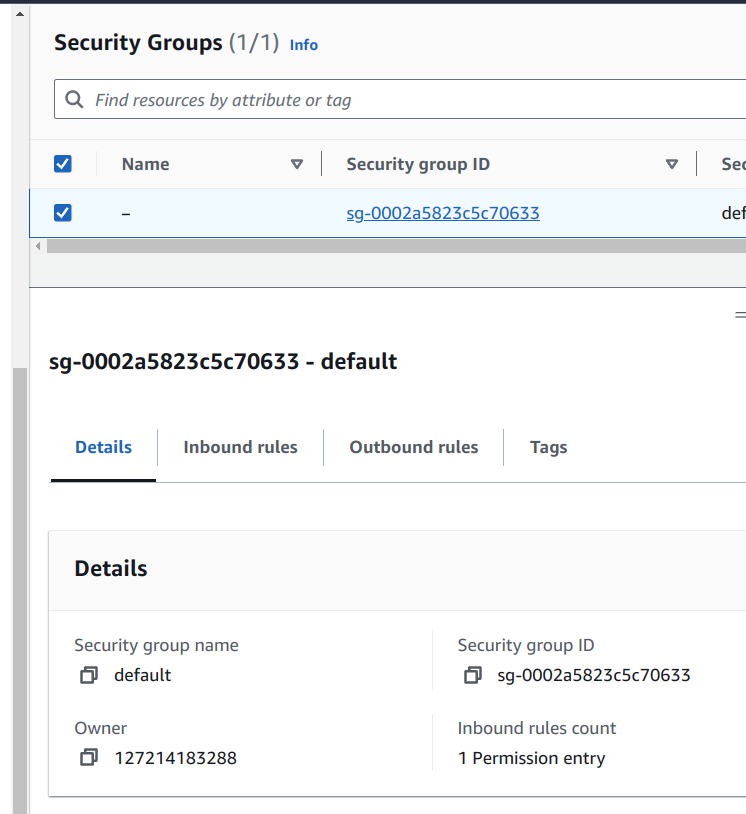 Security Groups (1/1) Info
Find resources by attribute or tag
Name Security group ID Sec
– sg-0002a5823c5c70633 def
sg-0002a5823c5c70633 - default
Details Inbound rules Outbound rules Tags
Details
Security group name Security group ID
default sg-0002a5823c5c70633
Owner Inbound rules count
127214183288 1 Permission entry